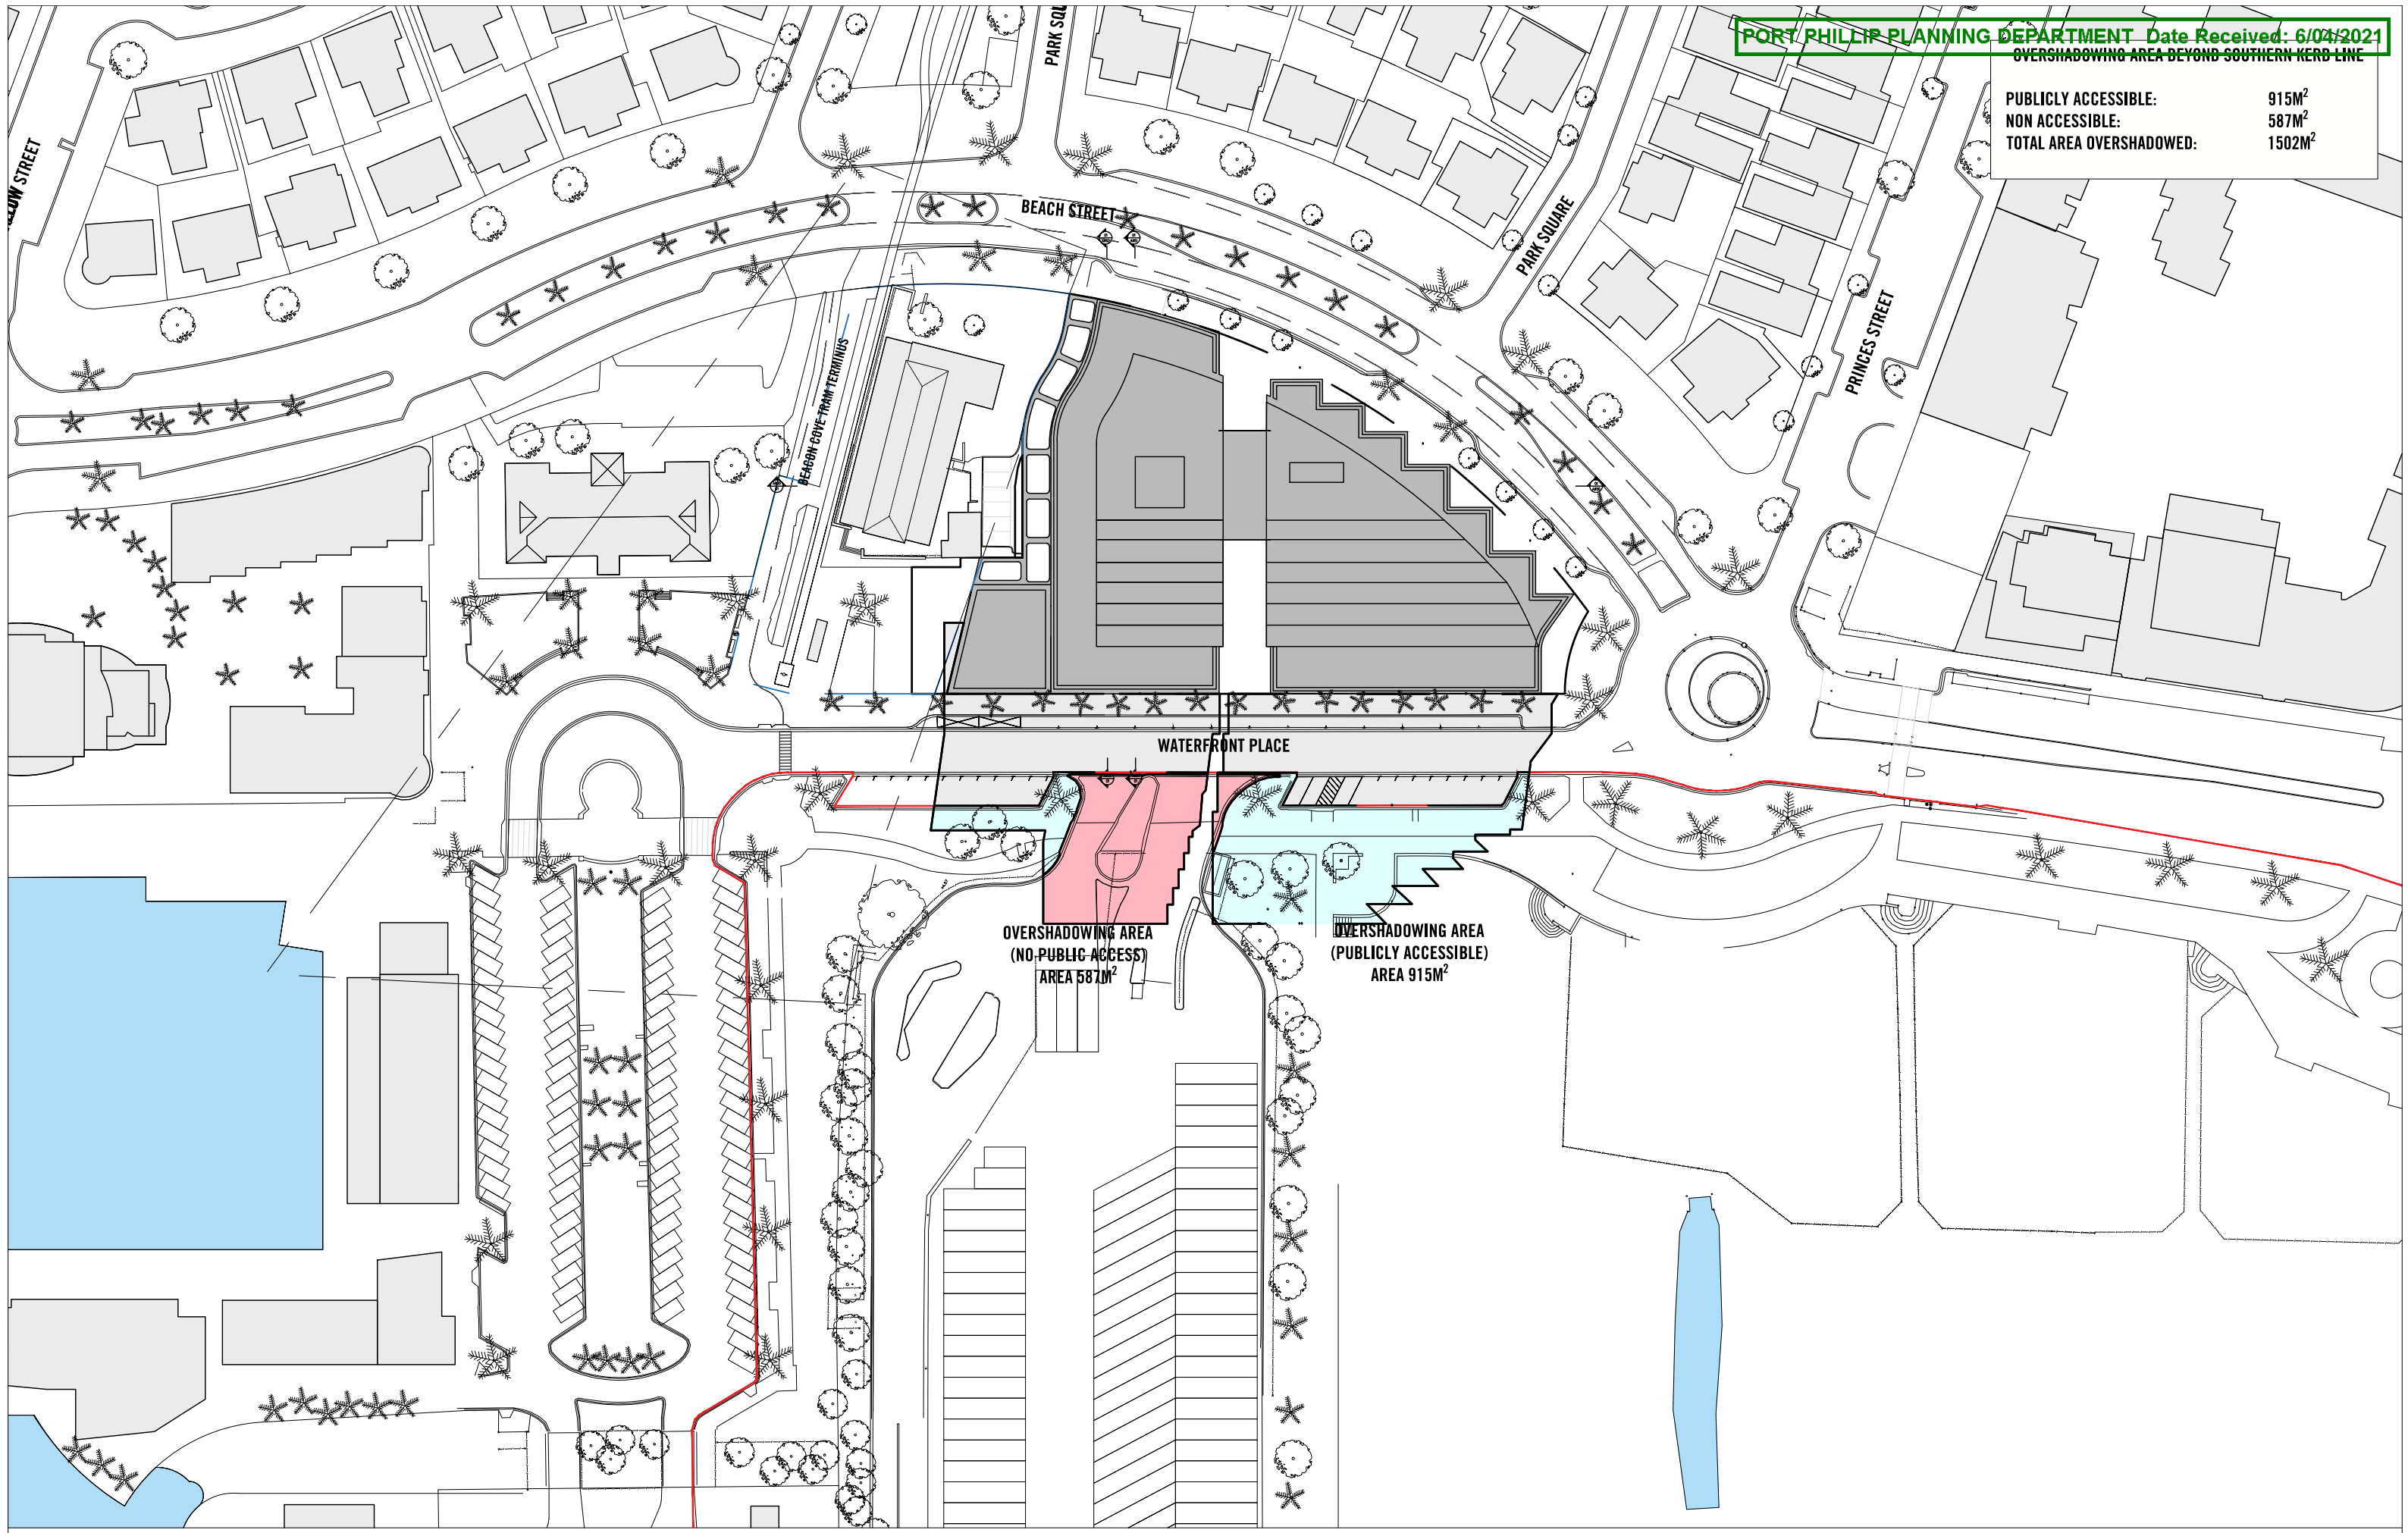 PORT PHILLIP PLANNING DEPARTMENT Date Received: 6/04/2021
OVERSHADOWING AREA BEYOND SOUTHERN KERB LINE
PUBLICLY ACCESSIBLE: 915M²
NON ACCESSIBLE: 587M²
TOTAL AREA OVERSHADOWED: 1502M²
STREET
PARK
BEACH STREET
PARK SQUARE
PRINCES STREET
BEACON COVE TRAM TERMINUS
WATERFRONT PLACE
OVERSHADOWING AREA
(NO PUBLIC ACCESS)
AREA 587M²
OVERSHADOWING AREA
(PUBLICLY ACCESSIBLE)
AREA 915M²